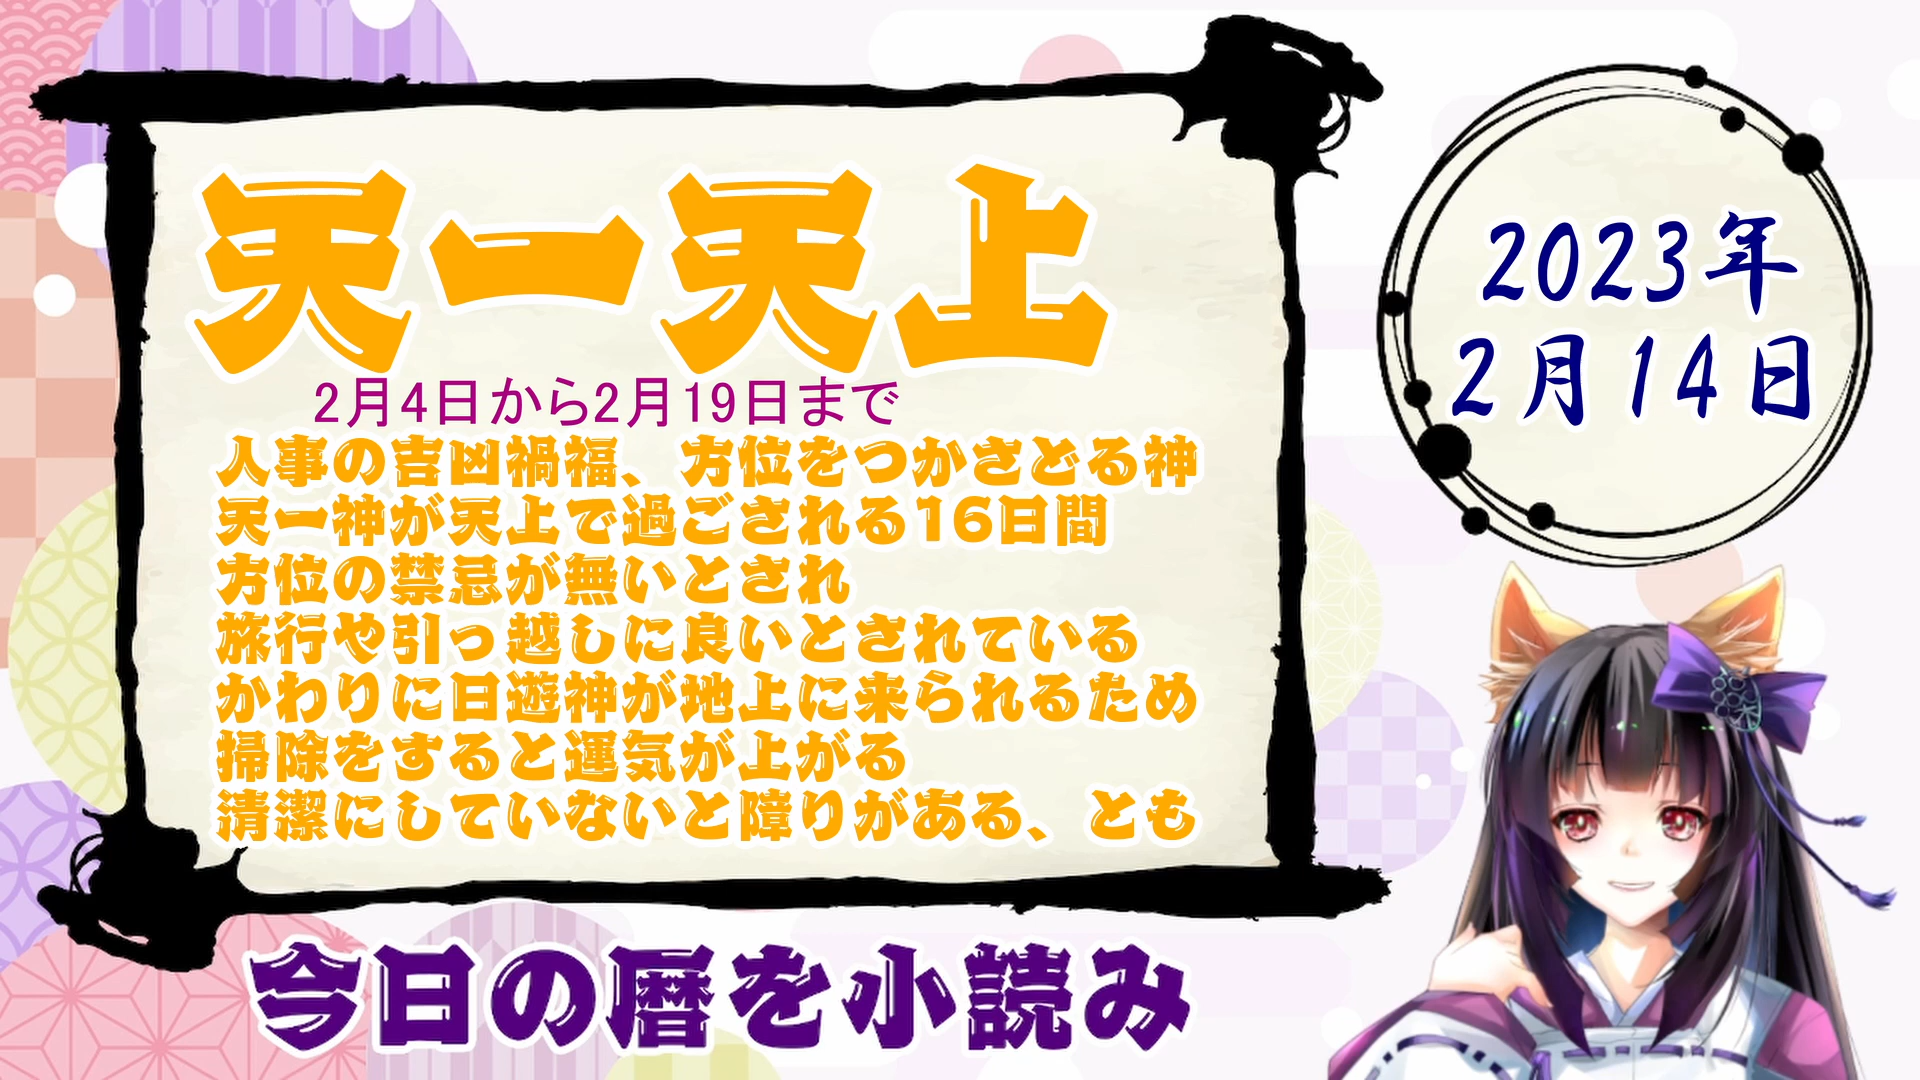 天一天上
2月4日から2月19日まで
人事の吉凶禍福、方位をつかさどる神
天一神が天上で過ごされる16日間
方位の禁忌が無いとされ
旅行や引っ越しに良いとされている
かわりに日遊神が地上に来られるため
掃除をすると運気が上がる
清潔にしていないと障りがある、とも
2023年
2月14日
今日の暦を小読み